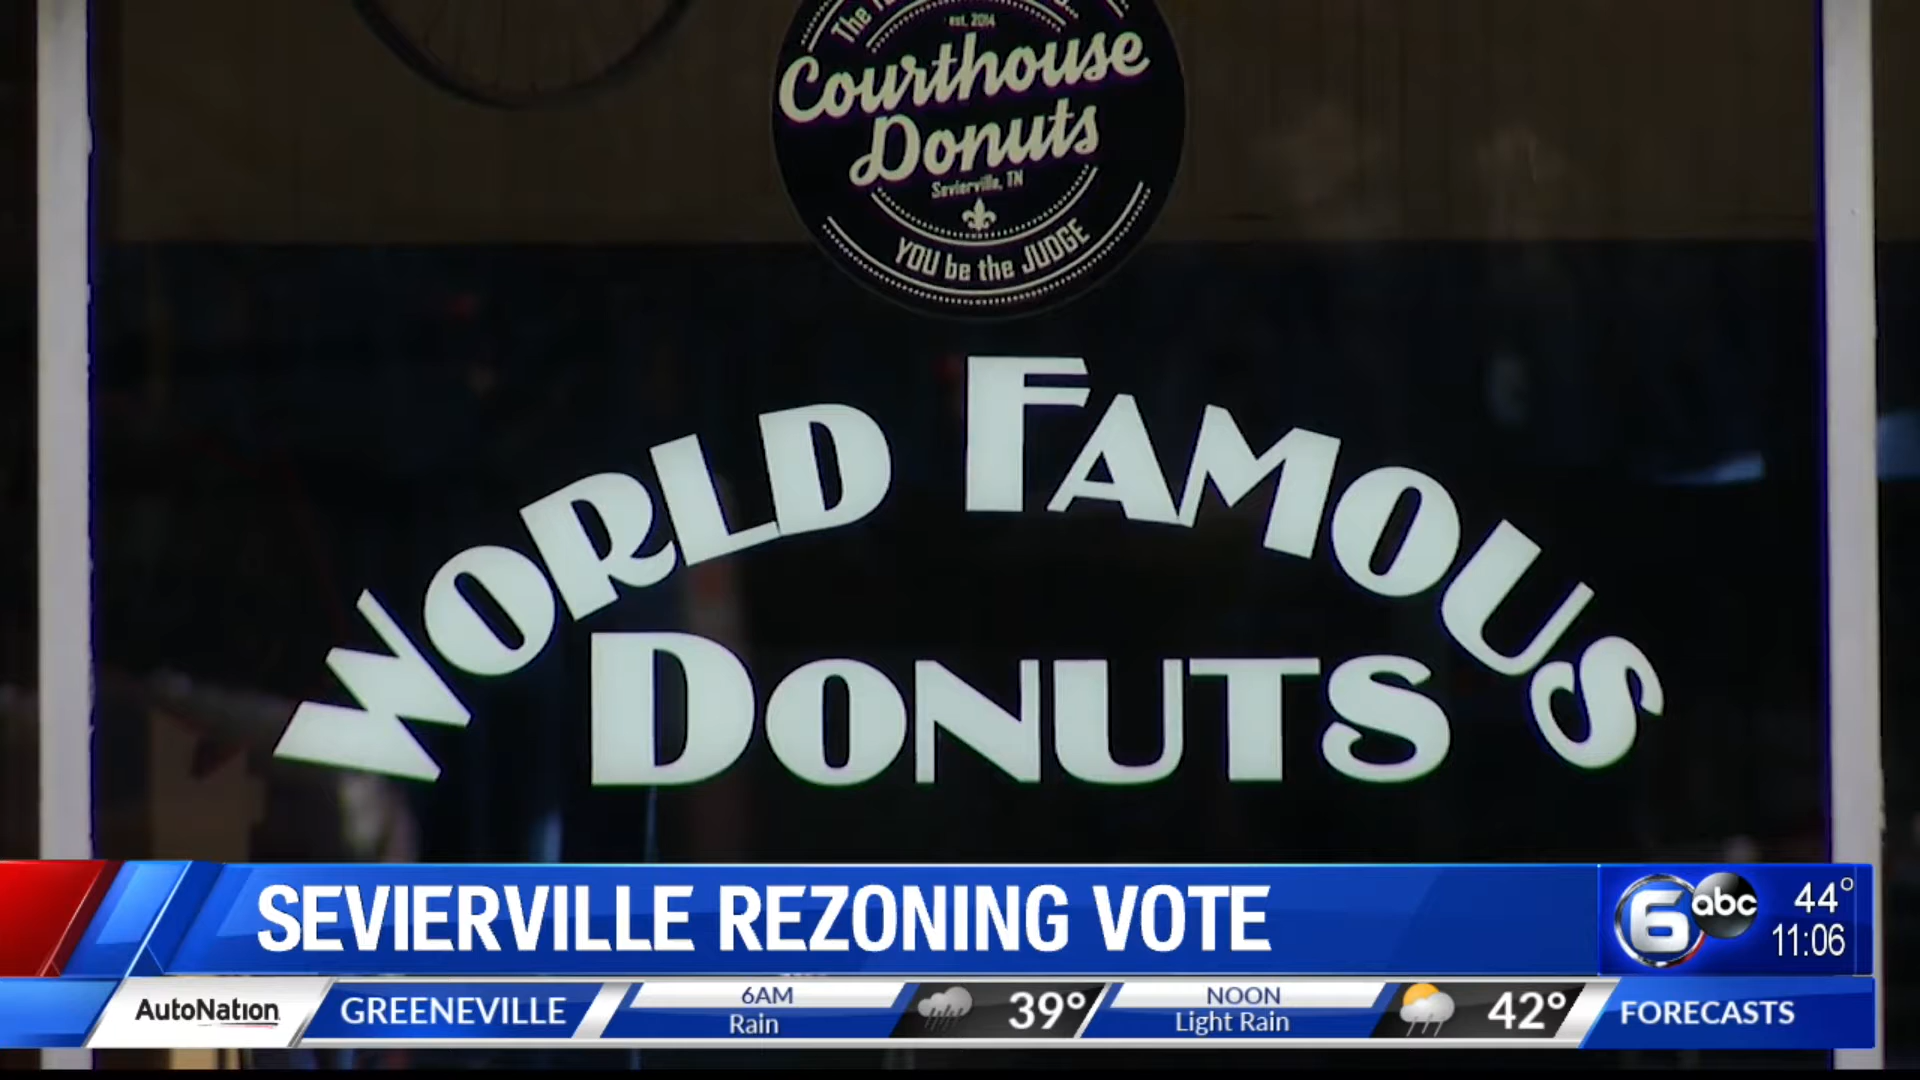 The
est. 2014
Courthouse
Donuts
Sevierville, TN
YOU be the JUDGE
WORLD FAMOUS
DONUTS
SEVIERVILLE REZONING VOTE
6 abc
44°
11:06
AutoNation
GREENEVILLE
6AM
Rain
39°
NOON
Light Rain
42°
FORECASTS